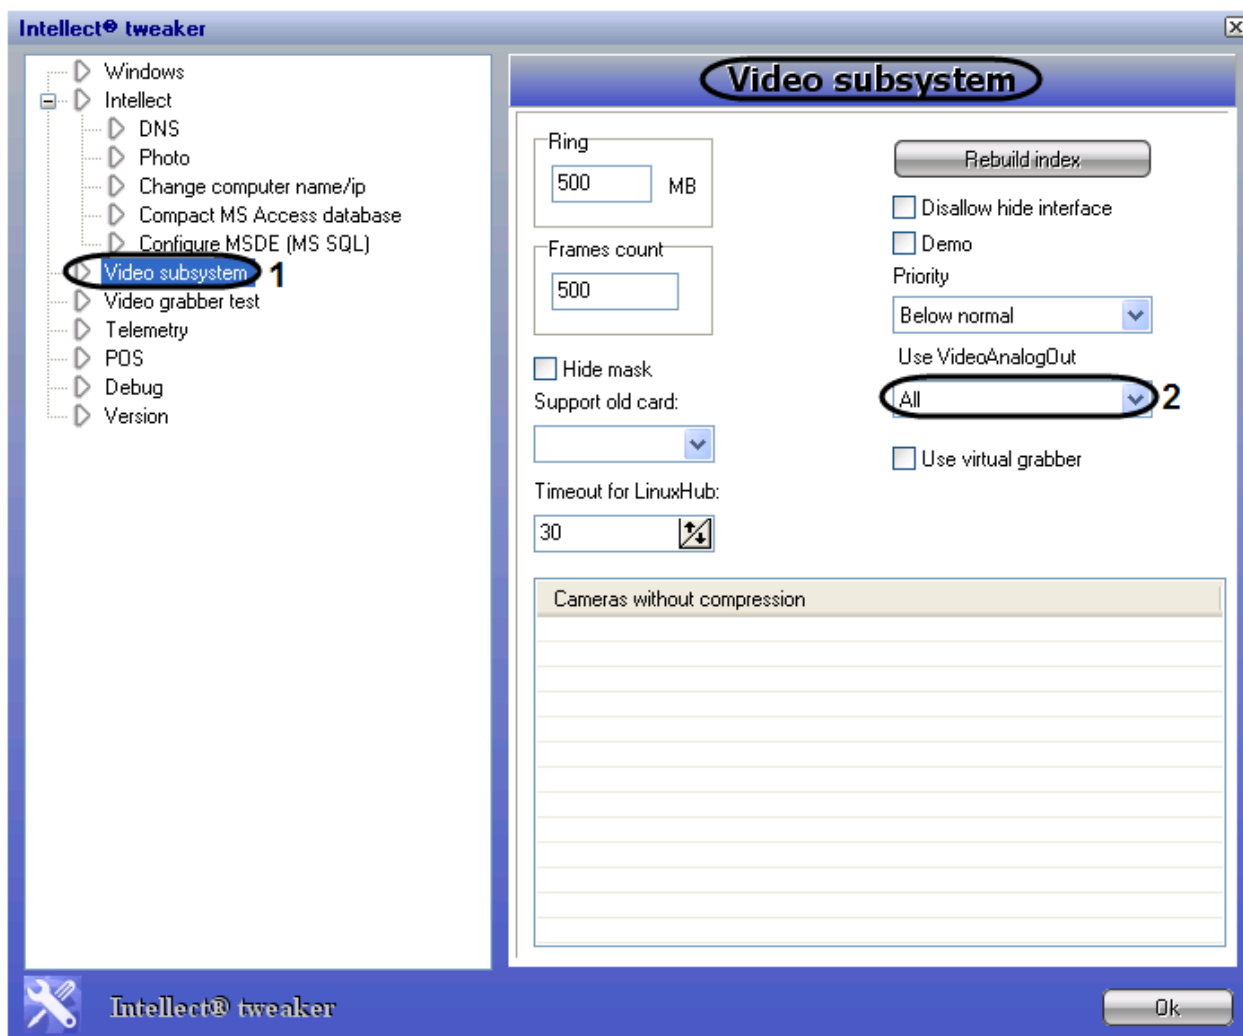 Intellect® tweaker
Windows
Intellect
DNS
Photo
Change computer name/ip
Compact MS Access database
Configure MSDE (MS SQL)
Video subsystem 1
Video grabber test
Telemetry
POS
Debug
Version
Video subsystem
Ring
500 MB
Frames count
500
Hide mask
Support old card:
Timeout for LinuxHub:
30
Rebuild index
Disallow hide interface
Demo
Priority
Below normal
Use VideoAnalogOut
All 2
Use virtual grabber
Cameras without compression
Intellect® tweaker
Ok